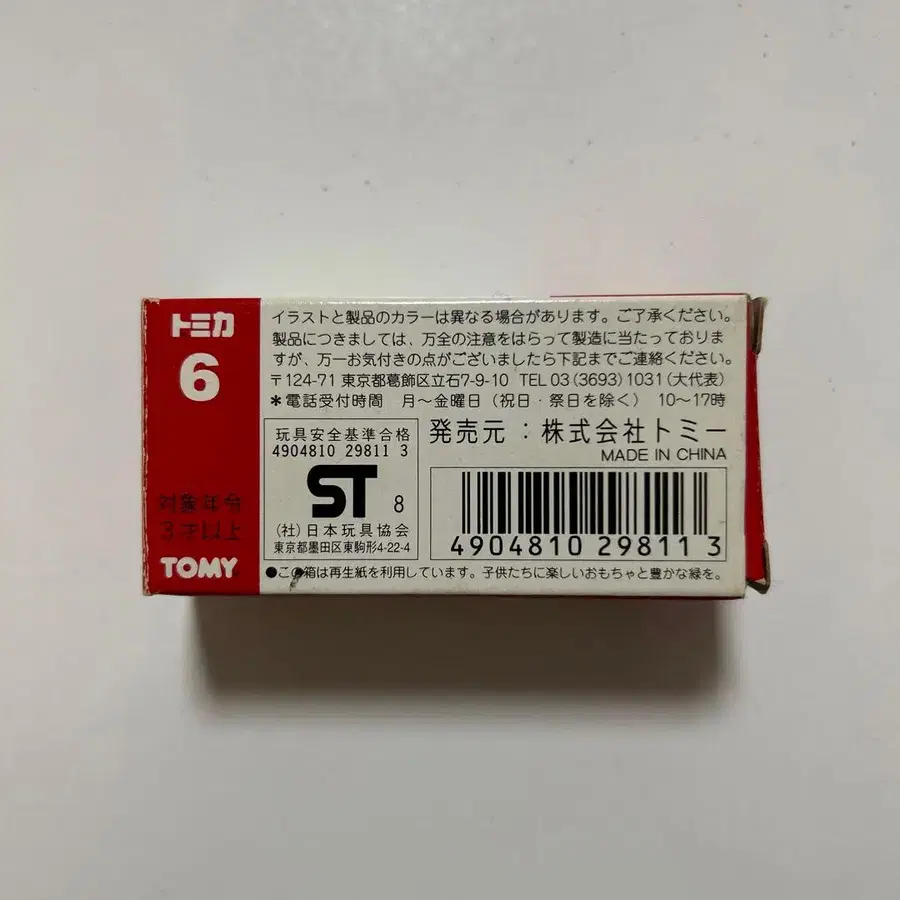 トミカ
6
対象年令
3才以上
TOMY
イラストと製品のカラーは異なる場合があります。ご了承ください。
製品につきましては、万全の注意をはらって製造に当たっておりま
すが、万一お気付きの点がございましたら下記までご連絡ください。
〒124-71 東京都葛飾区立石7-9-10 TEL 03(3693)1031(大代表)
＊電話受付時間 月〜金曜日(祝日・祭日を除く) 10〜17時
玩具安全基準合格
4904810 29811 3
ST 8
(社)日本玩具協会
東京都墨田区東駒形4-22-4
発売元：株式会社トミー
MADE IN CHINA
4904810 298113
●この箱は再生紙を利用しています。子供たちに楽しいおもちゃと豊かな緑を。